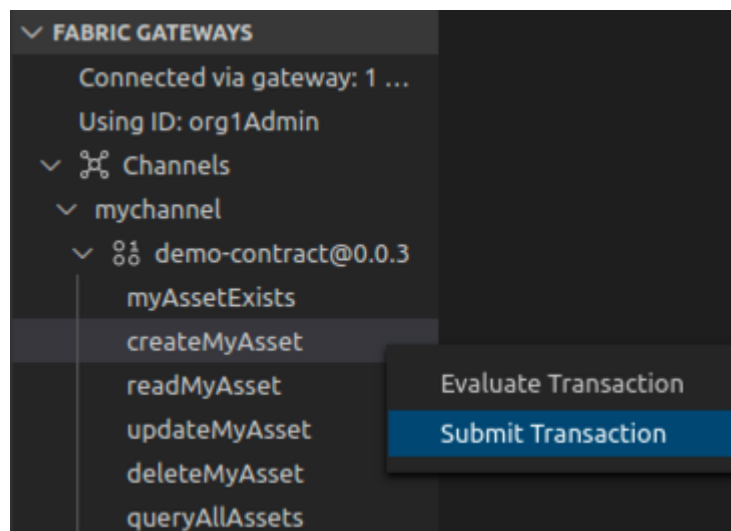 FABRIC GATEWAYS
Connected via gateway: 1 ...
Using ID: org1Admin
Channels
mychannel
demo-contract@0.0.3
myAssetExists
createMyAsset
readMyAsset
Evaluate Transaction
updateMyAsset
Submit Transaction
deleteMyAsset
queryAllAssets